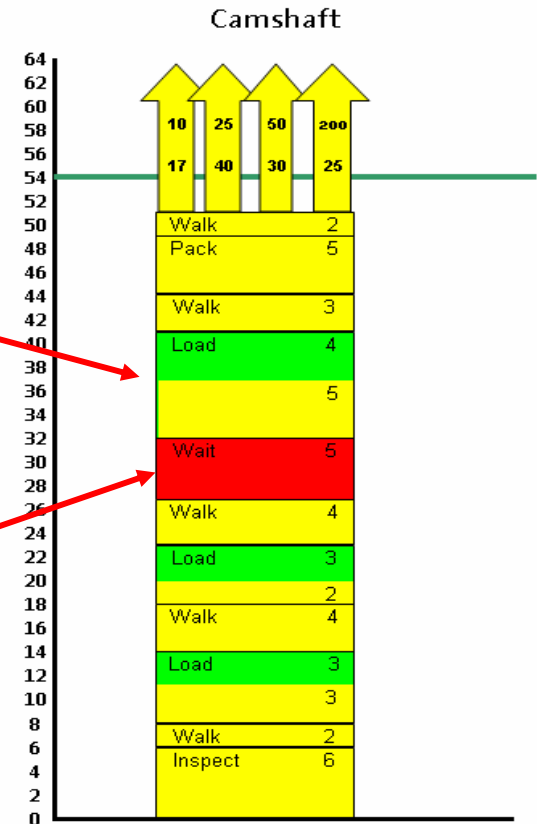 Camshaft
64
62
60
58
56
54
52
50
48
46
44
42
40
38
36
34
32
30
28
26
24
22
20
18
16
14
12
10
8
6
4
2
0
10 25 50 200
17 40 30 25
Walk 2
Pack 5
Walk 3
Load 4
5
Wait 5
Walk 4
Load 3
2
Walk 4
Load 3
3
Walk 2
Inspect 6